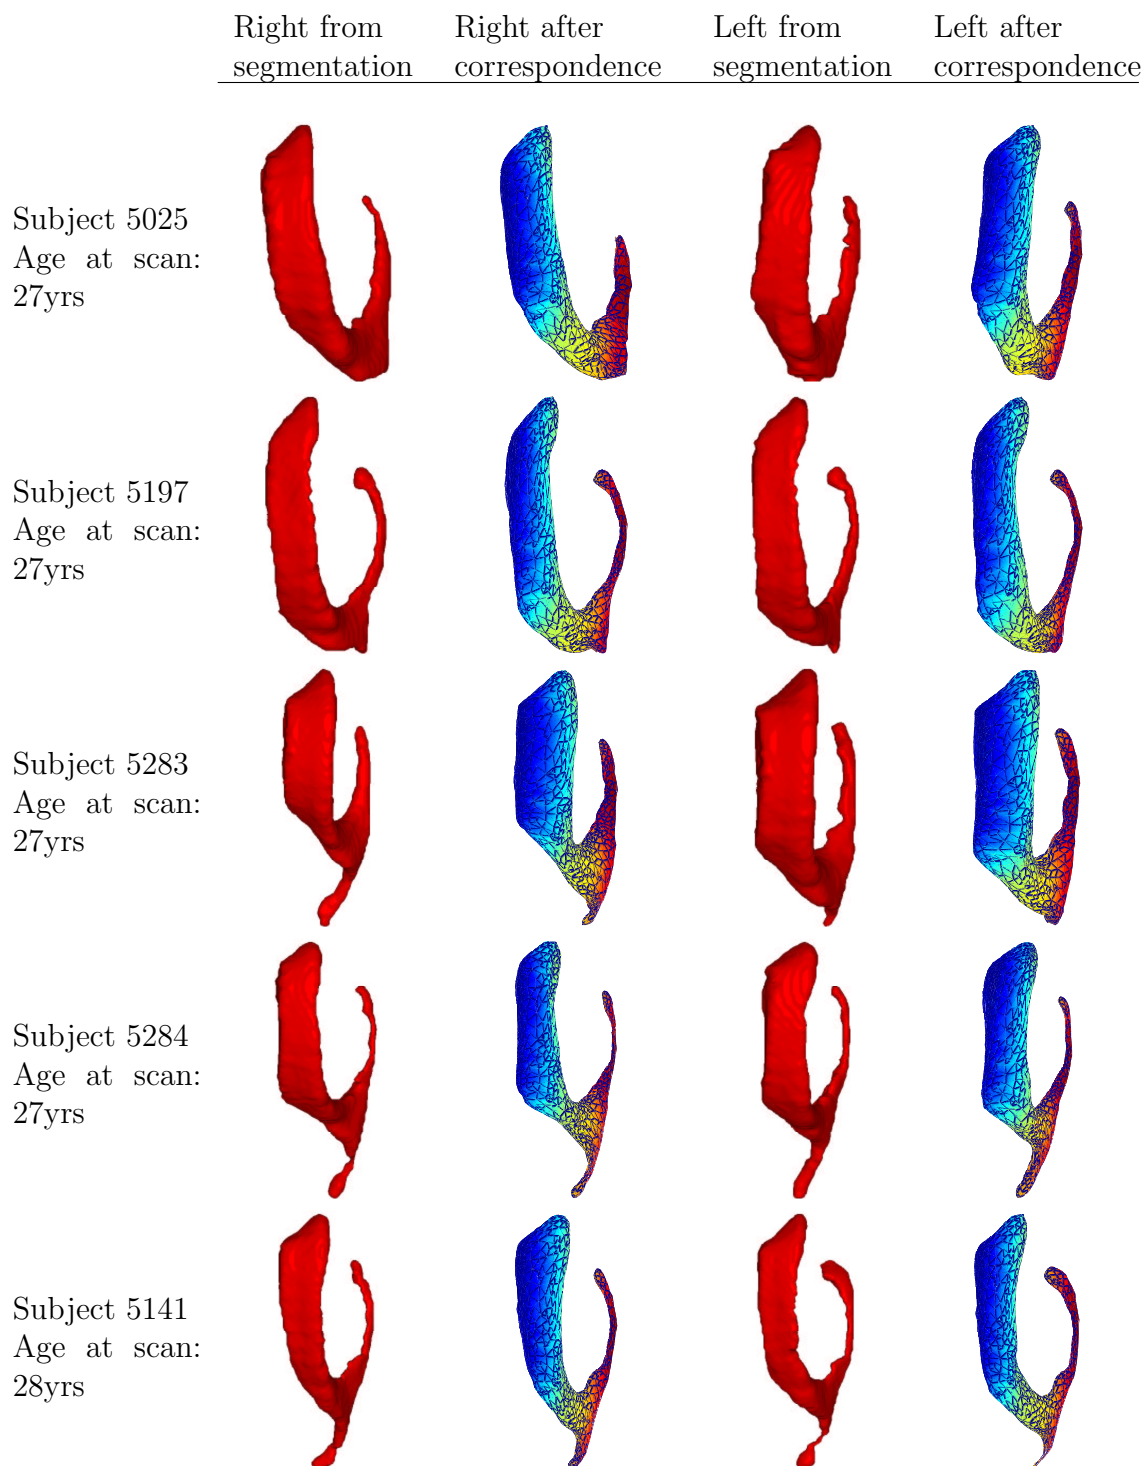 Right from
segmentation
Right after
correspondence
Left from
segmentation
Left after
correspondence
Subject 5025
Age at scan:
27yrs
Subject 5197
Age at scan:
27yrs
Subject 5283
Age at scan:
27yrs
Subject 5284
Age at scan:
27yrs
Subject 5141
Age at scan:
28yrs